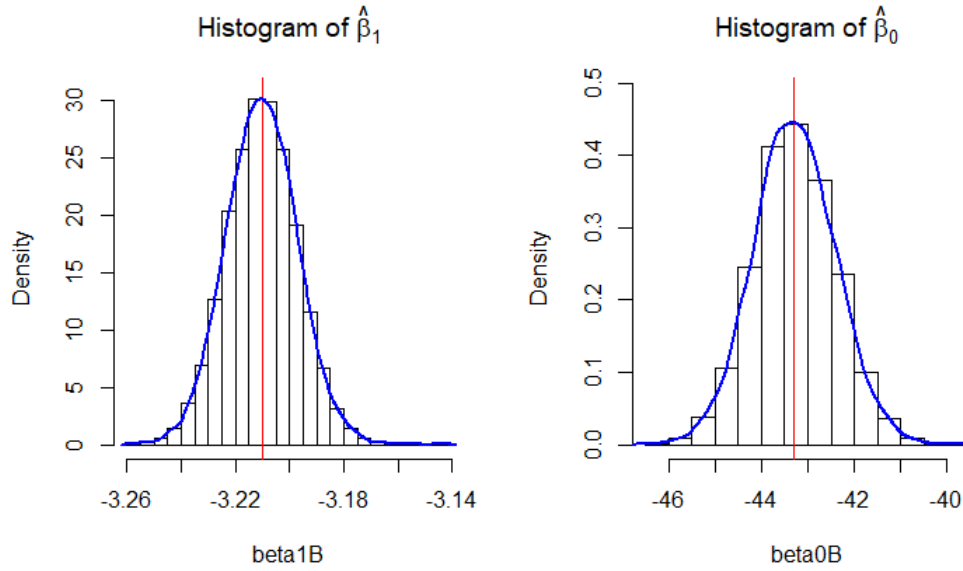 Histogram of β̂₁
Density
30
25
20
15
10
5
0
-3.26 -3.22 -3.18 -3.14
beta1B
Histogram of β̂₀
Density
0.5
0.4
0.3
0.2
0.1
0.0
-46 -44 -42 -40
beta0B